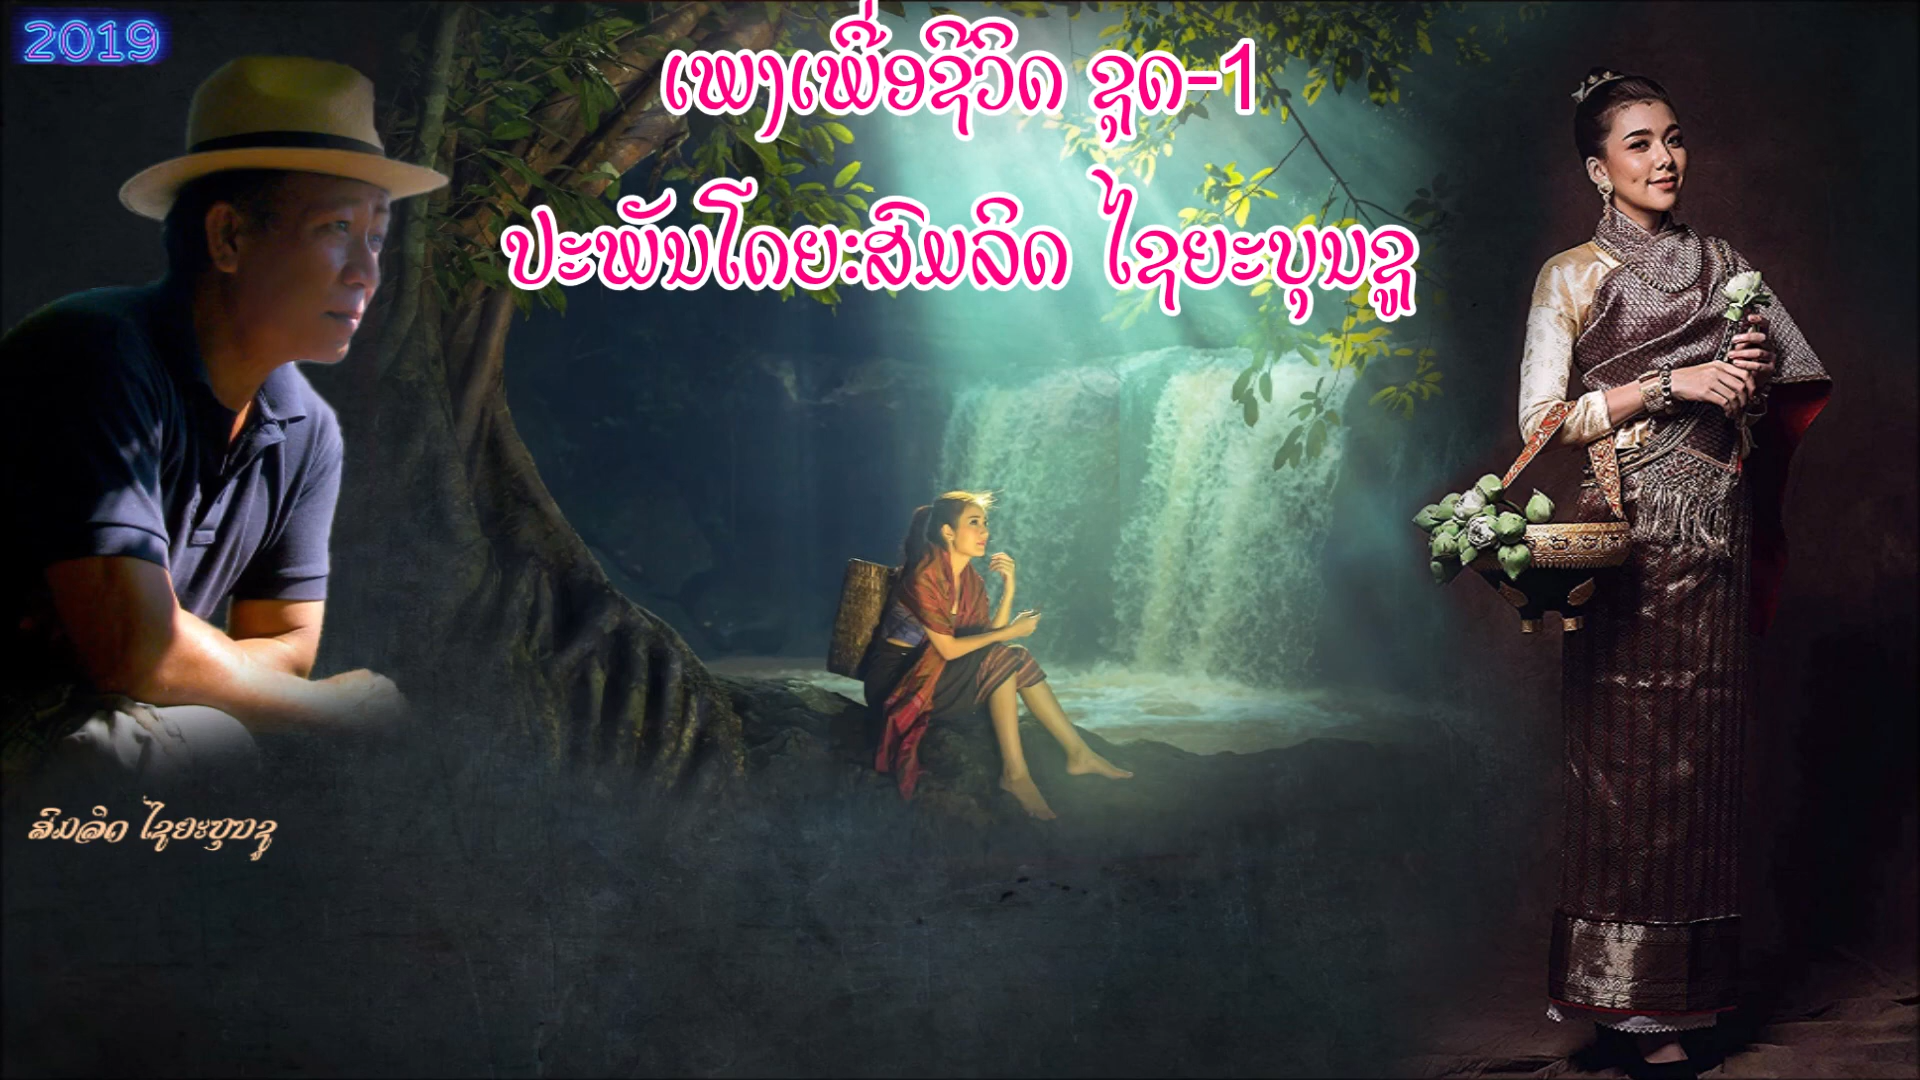 2019
ເພງເພື່ອຊີວິດ ຊຸດ-1
ປະພັນໂດຍ:ສົມລິດ ໄຊຍະບຸນຊູ
ສົມລິດ ໄຊຍະບຸນຊູ